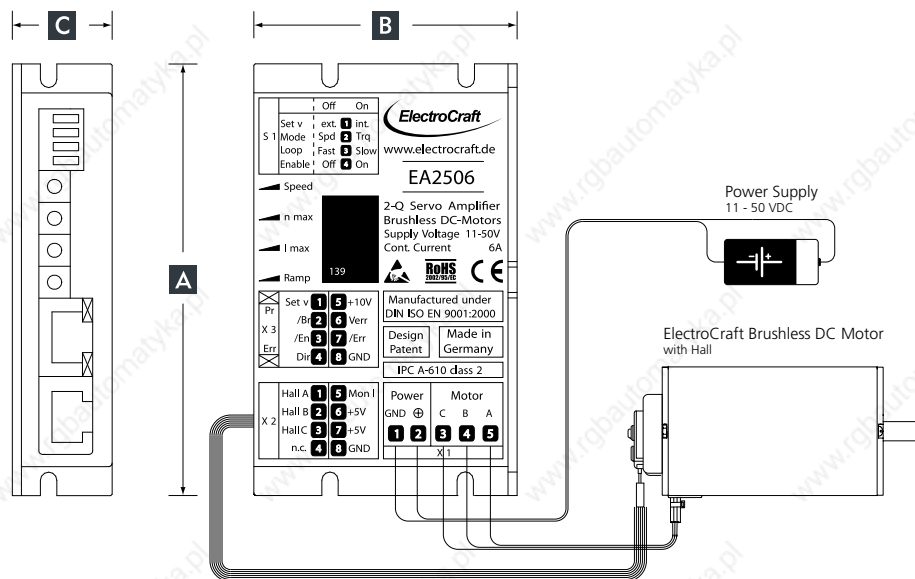 C
B
A
Off On
S 1
Set v ext. 1 int.
Mode Spd 2 Trq
Loop Fast 3 Slow
Enable Off 4 On
ElectroCraft
www.electrocraft.de
EA2506
Speed
n max
I max
Ramp
139
2-Q Servo Amplifier
Brushless DC-Motors
Supply Voltage 11-50V
Cont. Current 6A
RoHS
2002/95/EC
CE
Pr
X 3
Err
Set v 1 5 +10V
/Br 2 6 Verr
/En 3 7 /Err
Dir 4 8 GND
Manufactured under
DIN ISO EN 9001:2000
Design
Patent
Made in
Germany
IPC A-610 class 2
X 2
Hall A 1 5 Mon I
Hall B 2 6 +5V
Hall C 3 7 +5V
n.c. 4 8 GND
Power Motor
GND ⊕ C B A
1 2 3 4 5
X 1
Power Supply
11 - 50 VDC
- +
ElectroCraft Brushless DC Motor
with Hall
www.rgbautomatyka.pl